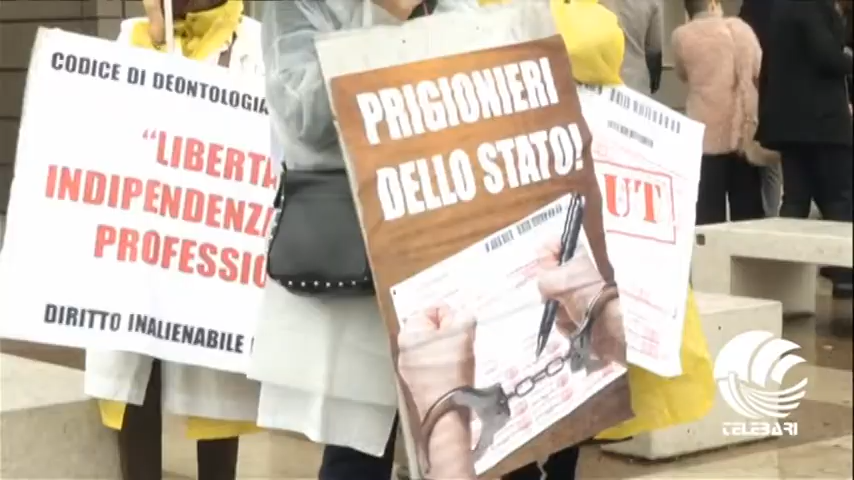 CODICE DI DEONTOLOGIA
“LIBERTA
INDIPENDENZA
PROFESSIO
DIRITTO INALIENABILE
PRIGIONIERI
DELLO STATO!
UT
TELEBARI